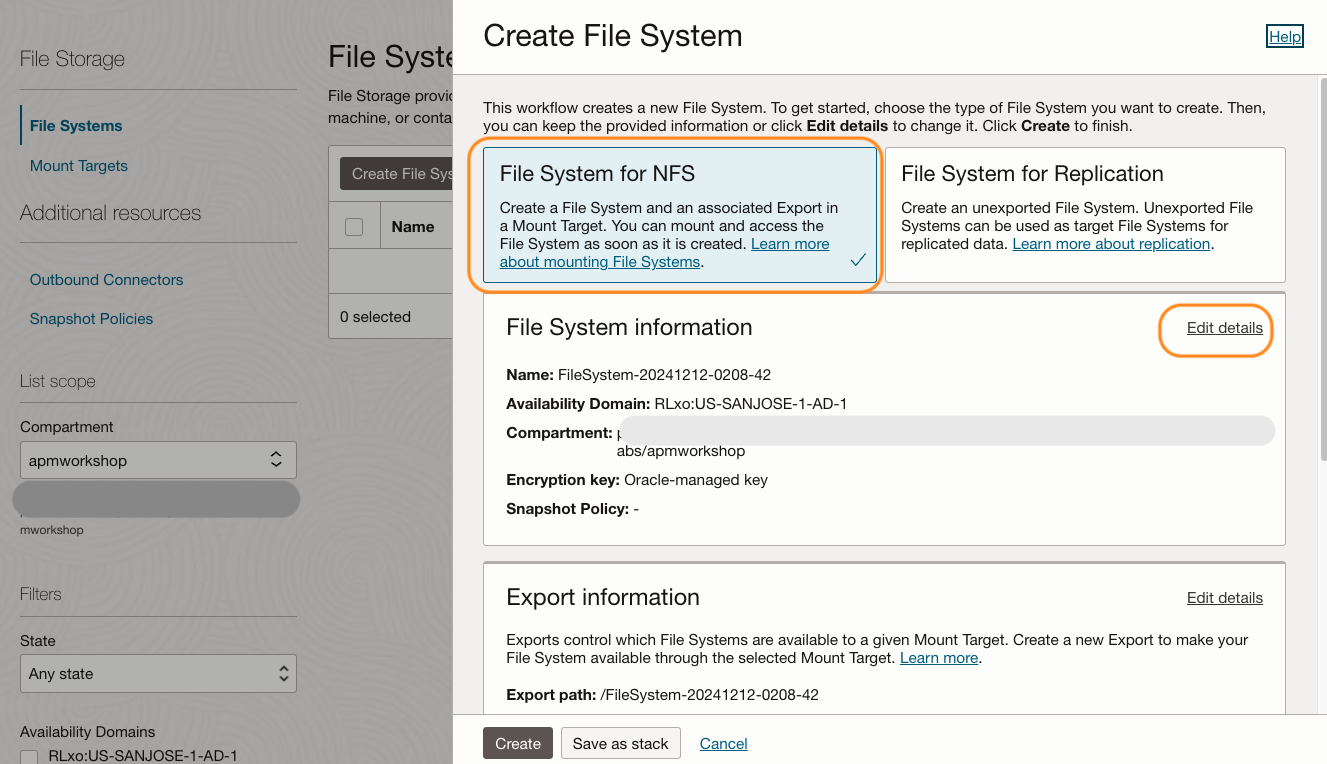 File Storage
File Systems
Mount Targets
Additional resources
Outbound Connectors
Snapshot Policies
List scope
Compartment
apmworkshop
mworkshop
Filters
State
Any state
Availability Domains
RLxo:US-SANJOSE-1-AD-1
File Syste
File Storage provid
machine, or conta
Create File Sys
Name
0 selected
Create File System
Help
This workflow creates a new File System. To get started, choose the type of File System you want to create. Then,
you can keep the provided information or click Edit details to change it. Click Create to finish.
File System for NFS
Create a File System and an associated Export in
a Mount Target. You can mount and access the
File System as soon as it is created. Learn more
about mounting File Systems.
File System for Replication
Create an unexported File System. Unexported File
Systems can be used as target File Systems for
replicated data. Learn more about replication.
File System information
Edit details
Name: FileSystem-20241212-0208-42
Availability Domain: RLxo:US-SANJOSE-1-AD-1
Compartment:
abs/apmworkshop
Encryption key: Oracle-managed key
Snapshot Policy: -
Export information
Edit details
Exports control which File Systems are available to a given Mount Target. Create a new Export to make your
File System available through the selected Mount Target. Learn more.
Export path: /FileSystem-20241212-0208-42
Create
Save as stack
Cancel